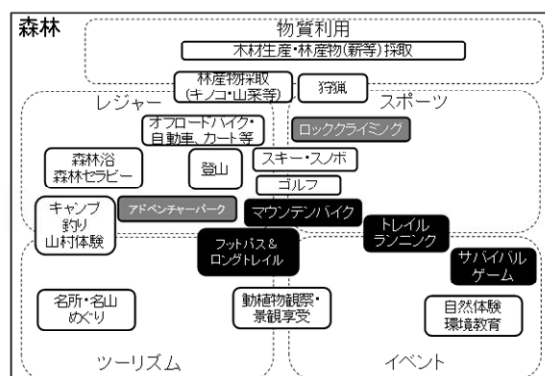 森林
物質利用
木材生産・林産物(薪等)採取
林産物採取
(キノコ・山菜等)
狩猟
レジャー
スポーツ
オフロードバイク・
自動車、カート等
ロッククライミング
森林浴
森林セラピー
登山
スキー・スノボ
ゴルフ
キャンプ
釣り
山村体験
アドベンチャーパーク
マウンテンバイク
トレイル
ランニング
フットパス&
ロングトレイル
サバイバル
ゲーム
名所・名山
めぐり
動植物観察・
景観享受
自然体験
環境教育
ツーリズム
イベント